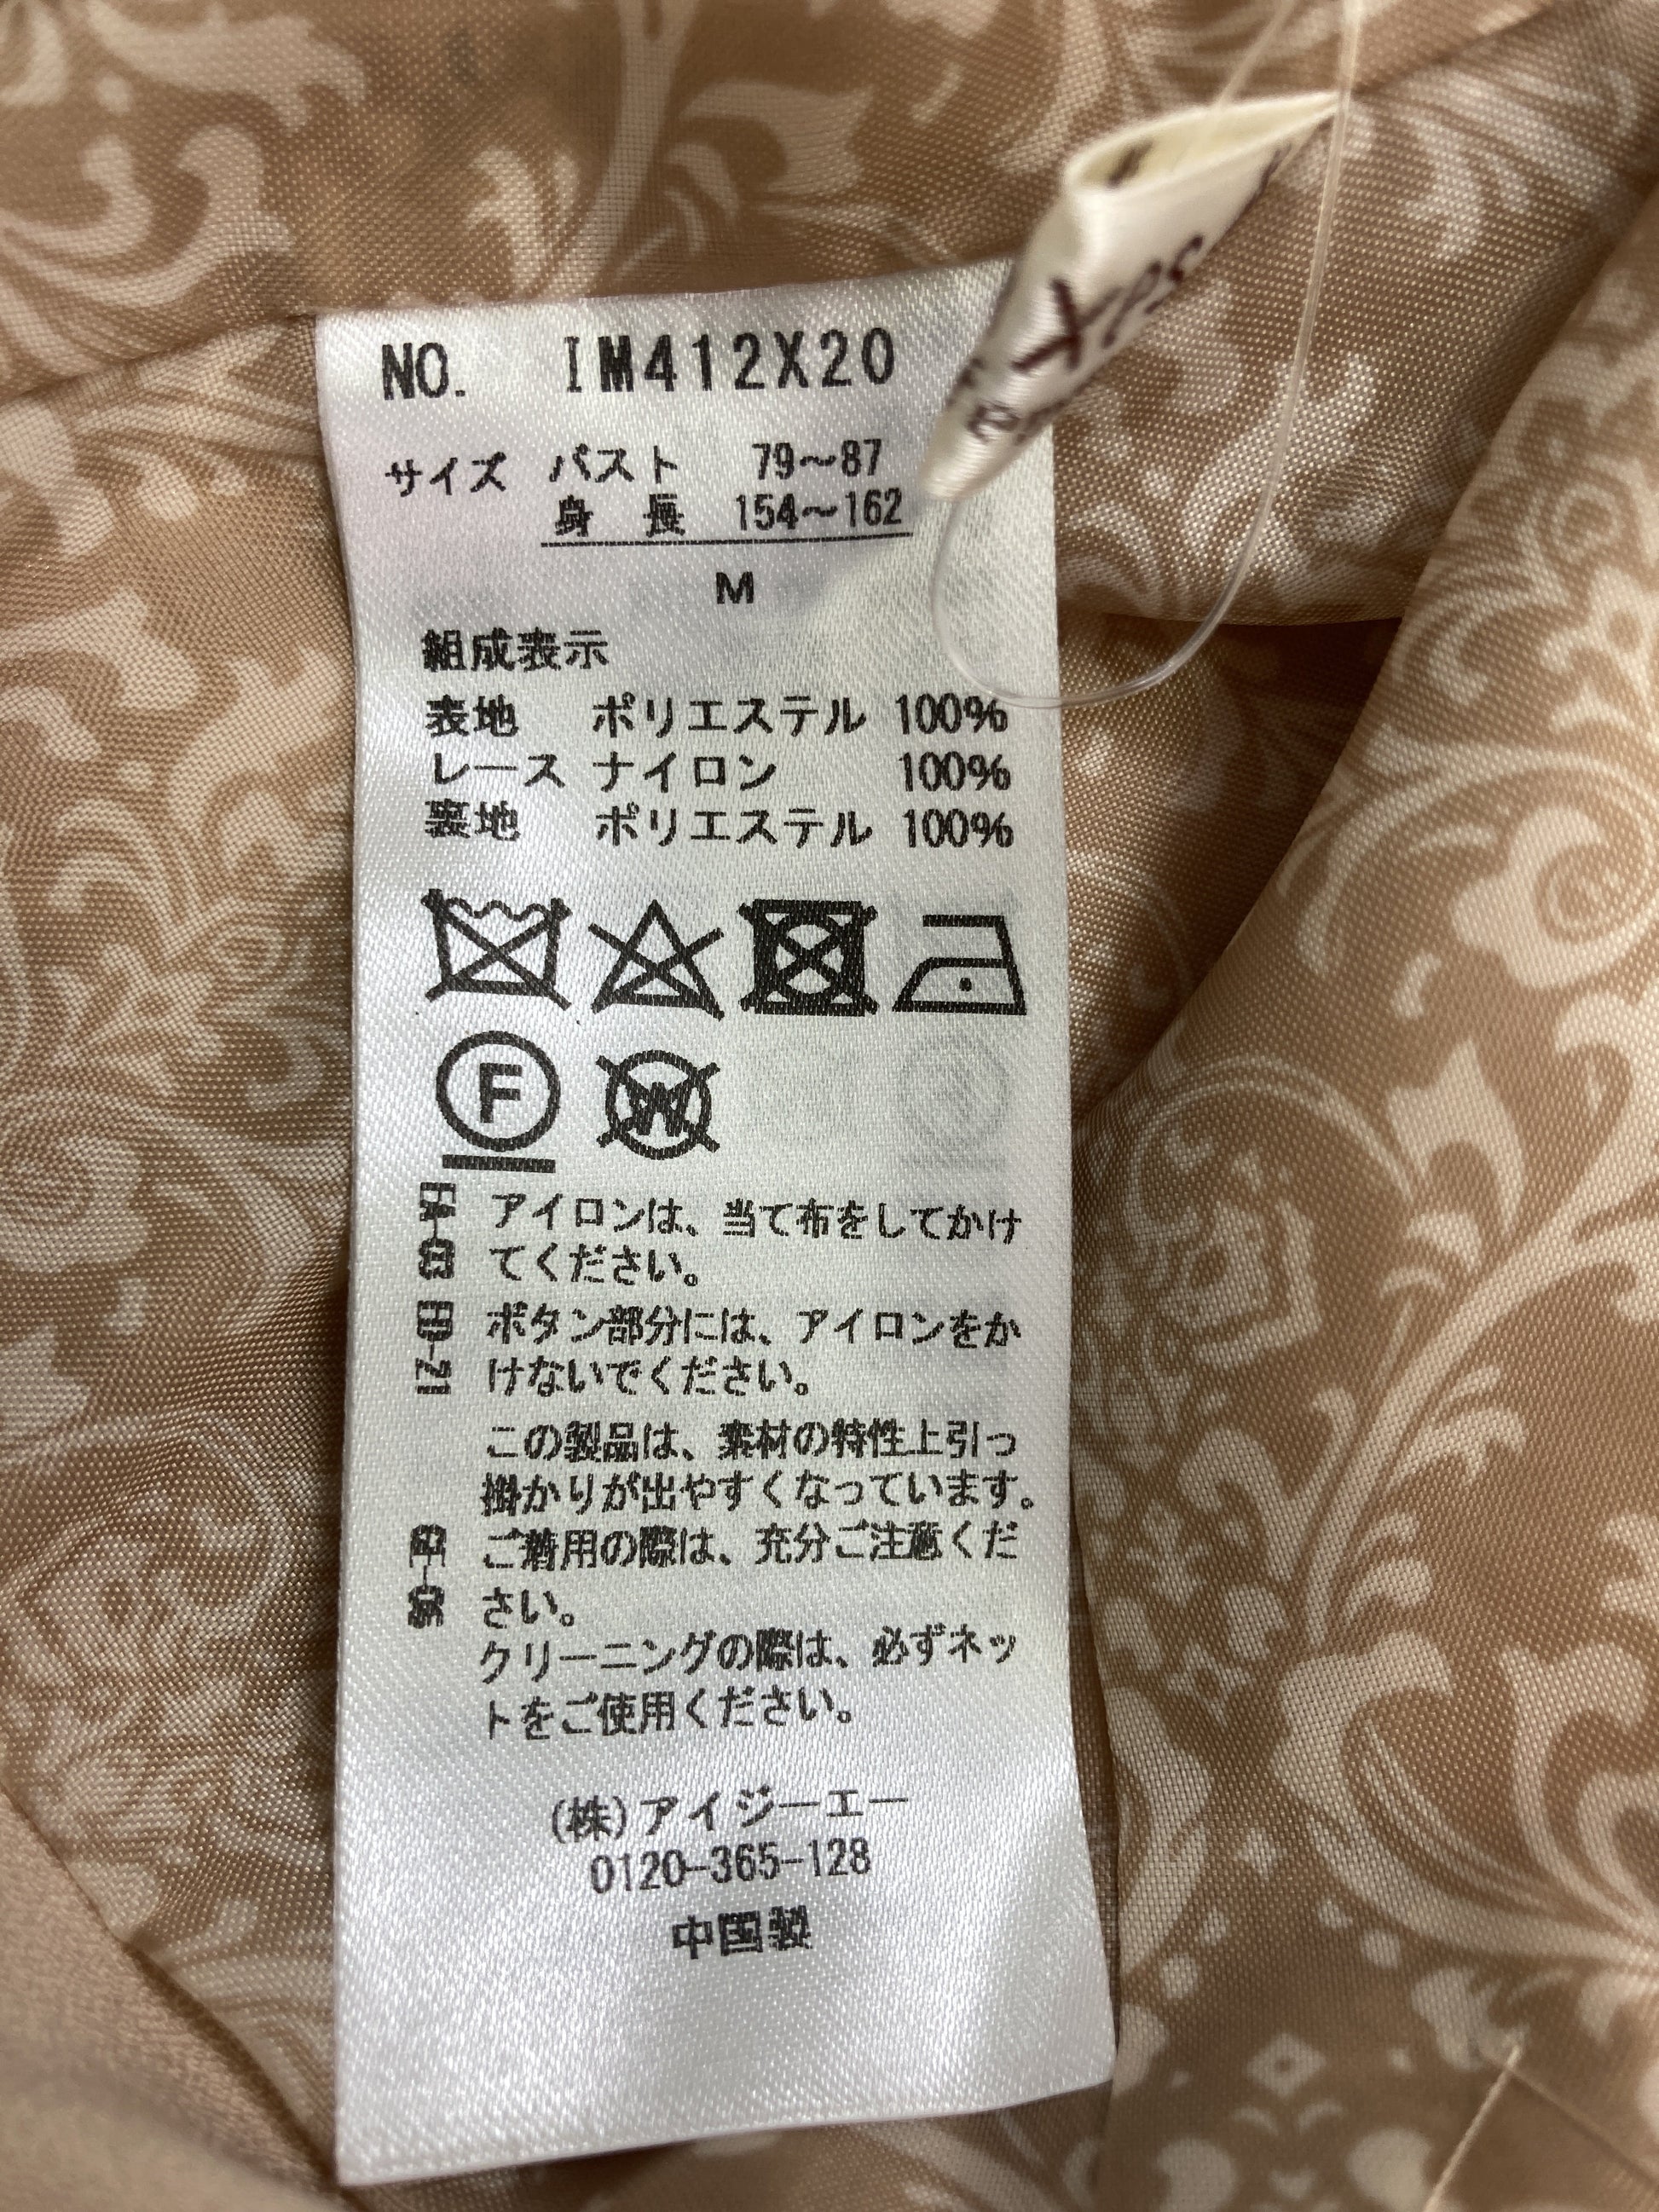 NO. IM412X20
サイズ バスト 79～87
身 長 154～162
M
組成表示
表地 ポリエステル 100%
レース ナイロン 100%
裏地 ポリエステル 100%
F
W
アイロンは、当て布をしてかけ
てください。
ボタン部分には、アイロンをか
けないでください。
この製品は、素材の特性上引っ
掛かりが出やすくなっています。
ご着用の際は、充分ご注意くだ
さい。
クリーニングの際は、必ずネッ
トをご使用ください。
(株)アイジーエー
0120-365-128
中国製